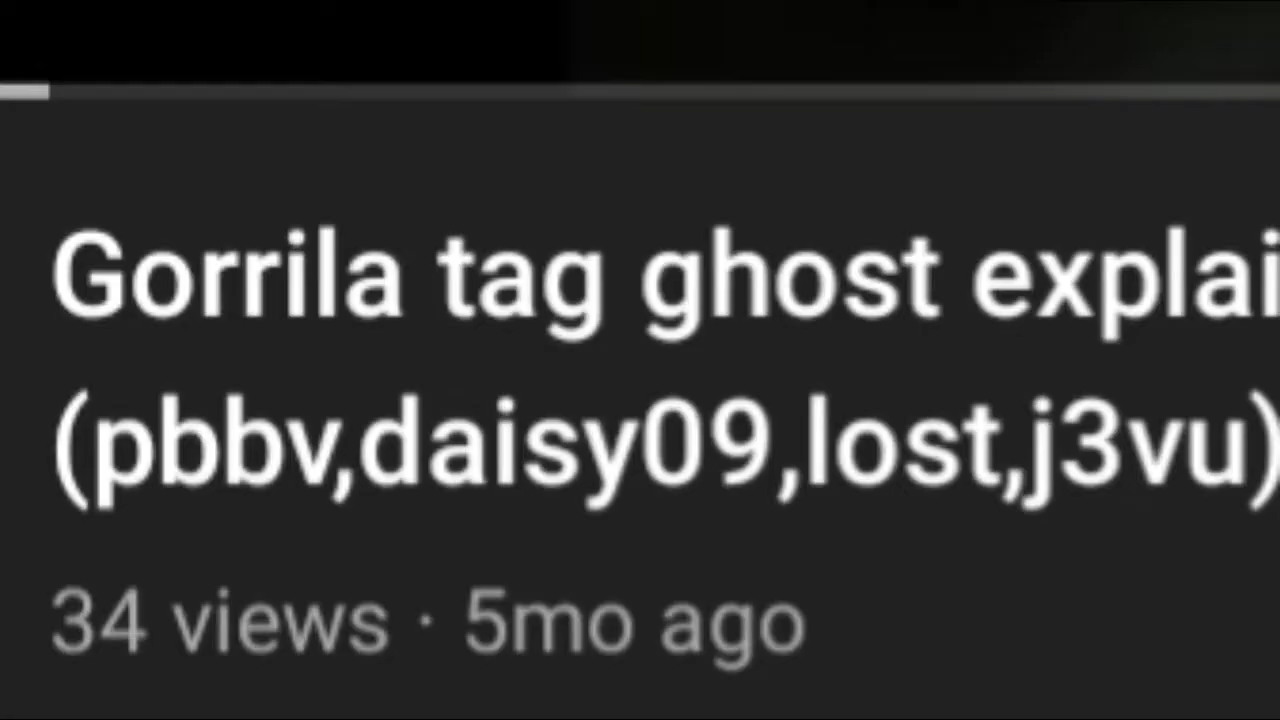 Gorrila tag ghost explai
(pbbv,daisy09,lost,j3vu)
34 views · 5mo ago